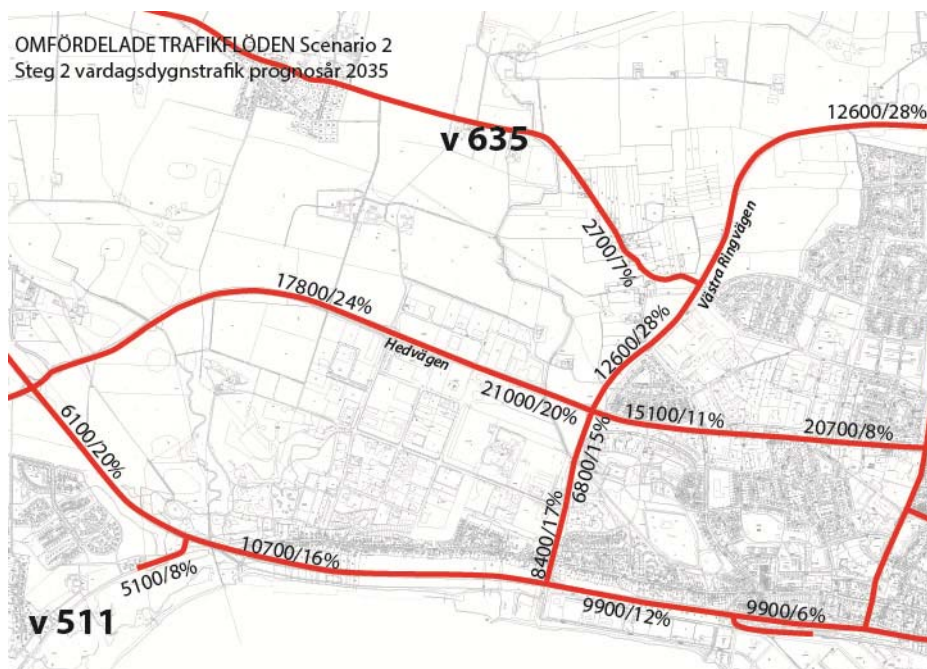 OMFÖRDELADE TRAFIKFLÖDEN Scenario 2
Steg 2 vardagsdygnstrafik prognosår 2035
12600/28%
v 635
2700/7%
Västra Ringvägen
17800/24%
Hedvägen
12600/28%
21000/20%
15100/11%
20700/8%
6100/20%
6800/15%
8400/17%
10700/16%
5100/8%
9900/12%
9900/6%
v 511